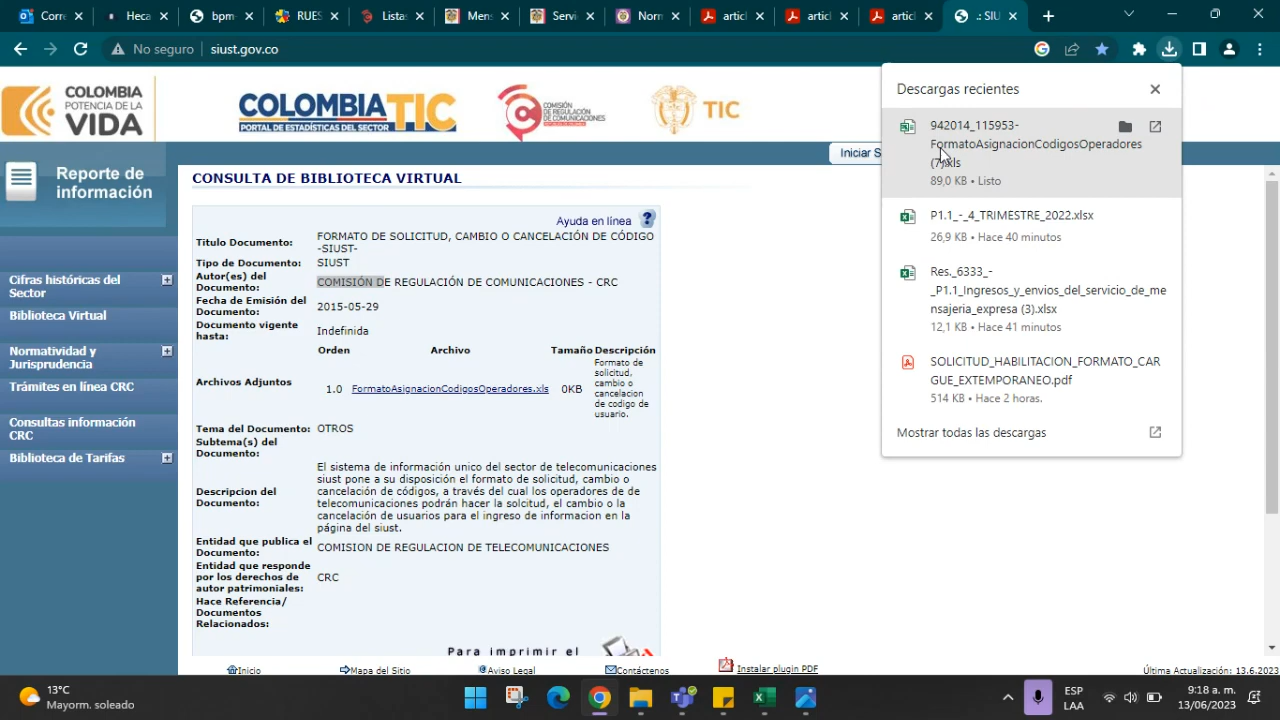 Corre
Heca
bpm-
RUES
Listas
Mens
Servic
Norm
artic
artic
artic
.: SIU
No seguro
siust.gov.co
COLOMBIA
POTENCIA DE LA
VIDA
COLOMBIATIC
PORTAL DE ESTADÍSTICAS DEL SECTOR
COMISIÓN
DE REGULACIÓN
DE COMUNICACIONES
TIC
Iniciar S
Reporte de
información
Cifras históricas del
Sector
Biblioteca Virtual
Normatividad y
Jurisprudencia
Trámites en línea CRC
Consultas información
CRC
Biblioteca de Tarifas
CONSULTA DE BIBLIOTECA VIRTUAL
Ayuda en línea
Titulo Documento: FORMATO DE SOLICITUD, CAMBIO O CANCELACIÓN DE CÓDIGO
-SIUST-
Tipo de Documento: SIUST
Autor(es) del
Documento: COMISIÓN DE REGULACIÓN DE COMUNICACIONES - CRC
Fecha de Emisión del
Documento: 2015-05-29
Documento vigente
hasta: Indefinida
Orden Archivo Tamaño Descripción
Archivos Adjuntos 1.0 FormatoAsignacionCodigosOperadores.xls 0KB
Formato de
solicitud,
cambio o
cancelacion
de codigo de
usuario.
Tema del Documento: OTROS
Subtema(s) del
Documento:
Descripcion del
Documento:
El sistema de información unico del sector de telecomunicaciones
siust pone a su disposición el formato de solicitud, cambio o
cancelación de códigos, a través del cual los operadores de de
telecomunicaciones podrán hacer la solcitud, el cambio o la
cancelación de usuarios para el ingreso de informacion en la
página del siust.
Entidad que publica el
Documento: COMISION DE REGULACION DE TELECOMUNICACIONES
Entidad que responde
por los derechos de
autor patrimoniales: CRC
Hace Referencia/
Documentos
Relacionados:
Para imprimir el
Inicio
Mapa del Sitio
Aviso Legal
Contáctenos
Instalar plugin PDF
Última Actualización: 13.6.2023
Descargas recientes
942014_115953-
FormatoAsignacionCodigosOperadores
(7).xls
89,0 KB • Listo
P1.1_-_4_TRIMESTRE_2022.xlsx
26,9 KB • Hace 40 minutos
Res._6333_-
_P1.1_Ingresos_y_envios_del_servicio_de_me
nsajeria_expresa (3).xlsx
12,1 KB • Hace 41 minutos
SOLICITUD_HABILITACION_FORMATO_CAR
GUE_EXTEMPORANEO.pdf
514 KB • Hace 2 horas.
Mostrar todas las descargas
13°C
Mayorm. soleado
ESP
LAA
9:18 a. m.
13/06/2023